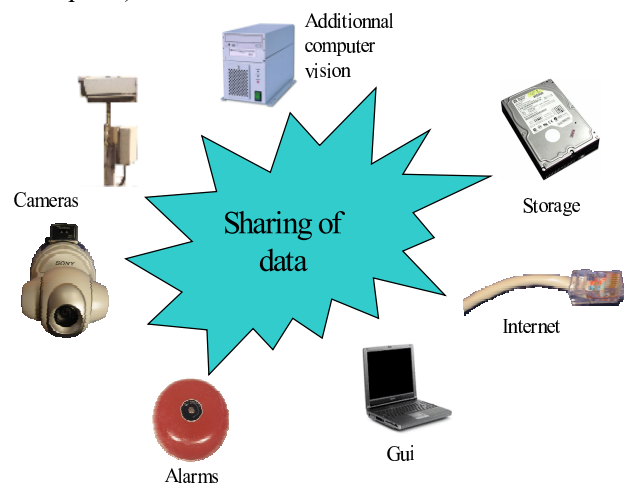 Additionnal
computer
vision
Cameras
Storage
Sharing of
data
SONY
Internet
Gui
Alarms